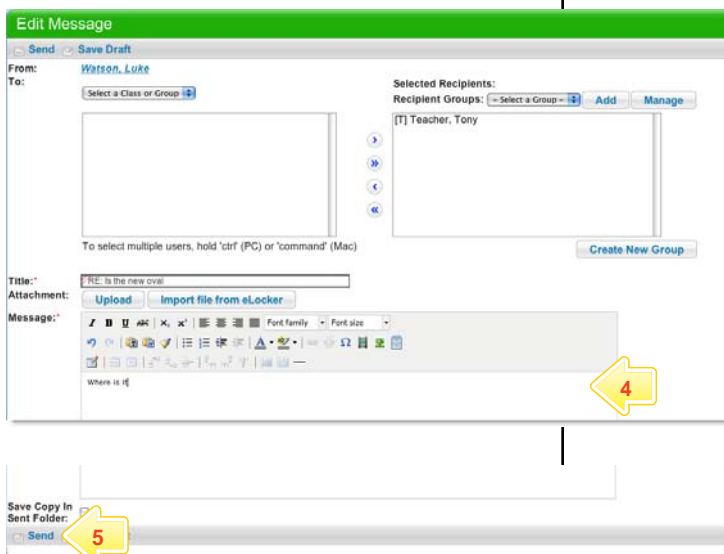 Edit Message
Send Save Draft
From: Watson, Luke
To:
Select a Class or Group
Selected Recipients:
Recipient Groups: - Select a Group - Add Manage
[T] Teacher, Tony
To select multiple users, hold 'ctrl' (PC) or 'command' (Mac)
Create New Group
Title:* RE: Is the new oval
Attachment: Upload Import file from eLocker
Message:*
I B U ABC X, x' Font family Font size
A Ω
Where is it
4
Save Copy In
Sent Folder:
Send 5